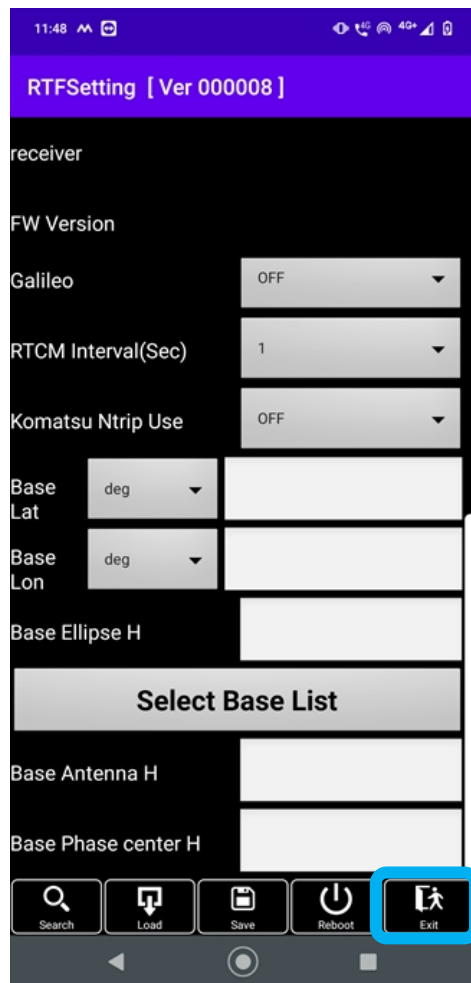 11:48
4G
4G+
RTFSetting [ Ver 000008 ]
receiver
FW Version
Galileo OFF
RTCM Interval(Sec) 1
Komatsu Ntrip Use OFF
Base Lat deg
Base Lon deg
Base Ellipse H
Select Base List
Base Antenna H
Base Phase center H
Search Load Save Reboot Exit